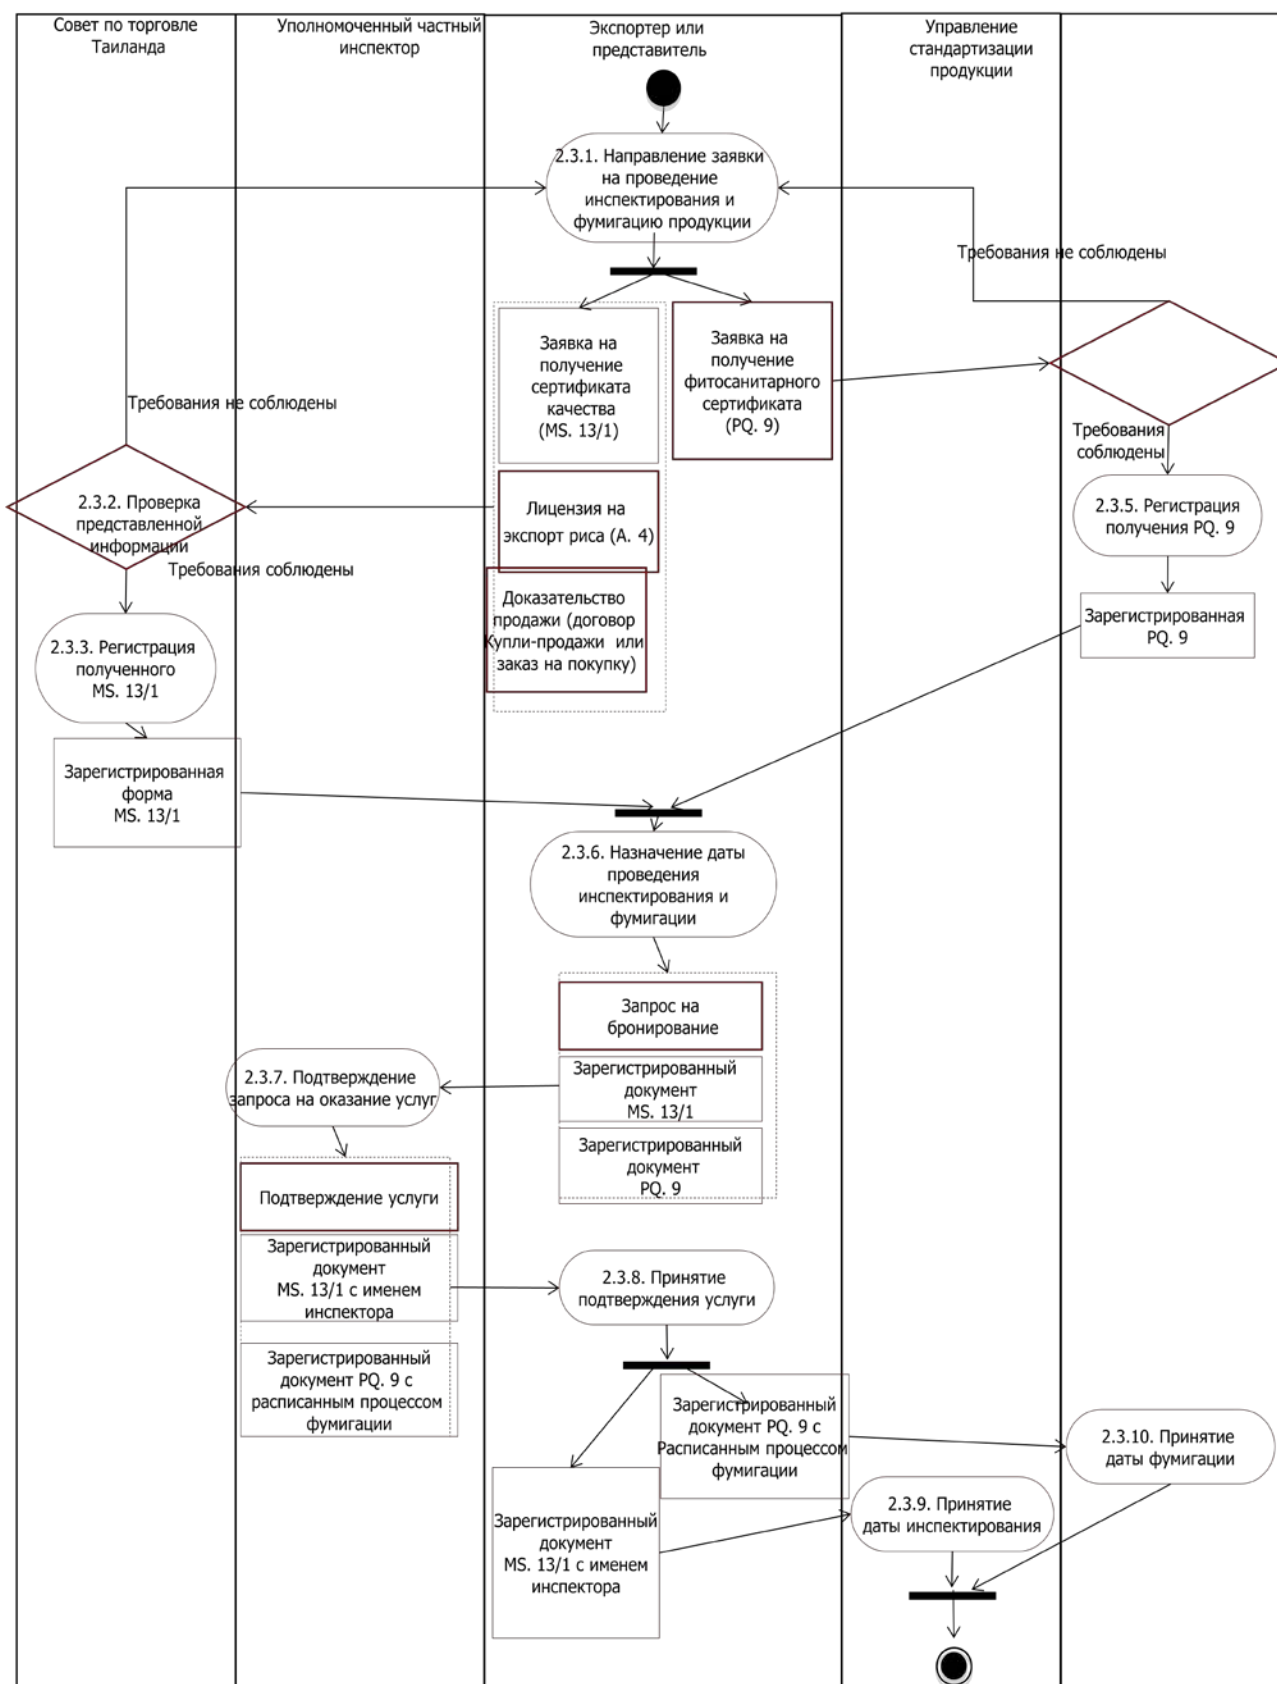 Совет по торговле
Таиланда
Уполномоченный частный
инспектор
Экспортер или
представитель
Управление
стандартизации
продукции
2.3.1. Направление заявки
на проведение
инспектирования и
фумигацию продукции
Требования не соблюдены
Заявка на
получение
сертификата
качества
(MS. 13/1)
Заявка на
получение
фитосанитарного
сертификата
(PQ. 9)
Требования не соблюдены
Требования
соблюдены
2.3.2. Проверка
представленной
информации
Лицензия на
экспорт риса (А. 4)
2.3.5. Регистрация
получения PQ. 9
Требования соблюдены
Доказательство
продажи (договор
Купли-продажи или
заказ на покупку)
Зарегистрированная
PQ. 9
2.3.3. Регистрация
полученного
MS. 13/1
Зарегистрированная
форма
MS. 13/1
2.3.6. Назначение даты
проведения
инспектирования и
фумигации
Запрос на
бронирование
2.3.7. Подтверждение
запроса на оказание услуг
Зарегистрированный
документ
MS. 13/1
Зарегистрированный
документ
PQ. 9
Подтверждение услуги
Зарегистрированный
документ
MS. 13/1 с именем
инспектора
2.3.8. Принятие
подтверждения услуги
Зарегистрированный
документ PQ. 9 с
расписанным процессом
фумигации
Зарегистрированный
документ PQ. 9 с
Расписанным процессом
фумигации
2.3.10. Принятие
даты фумигации
Зарегистрированный
документ
MS. 13/1 с именем
инспектора
2.3.9. Принятие
даты инспектирования